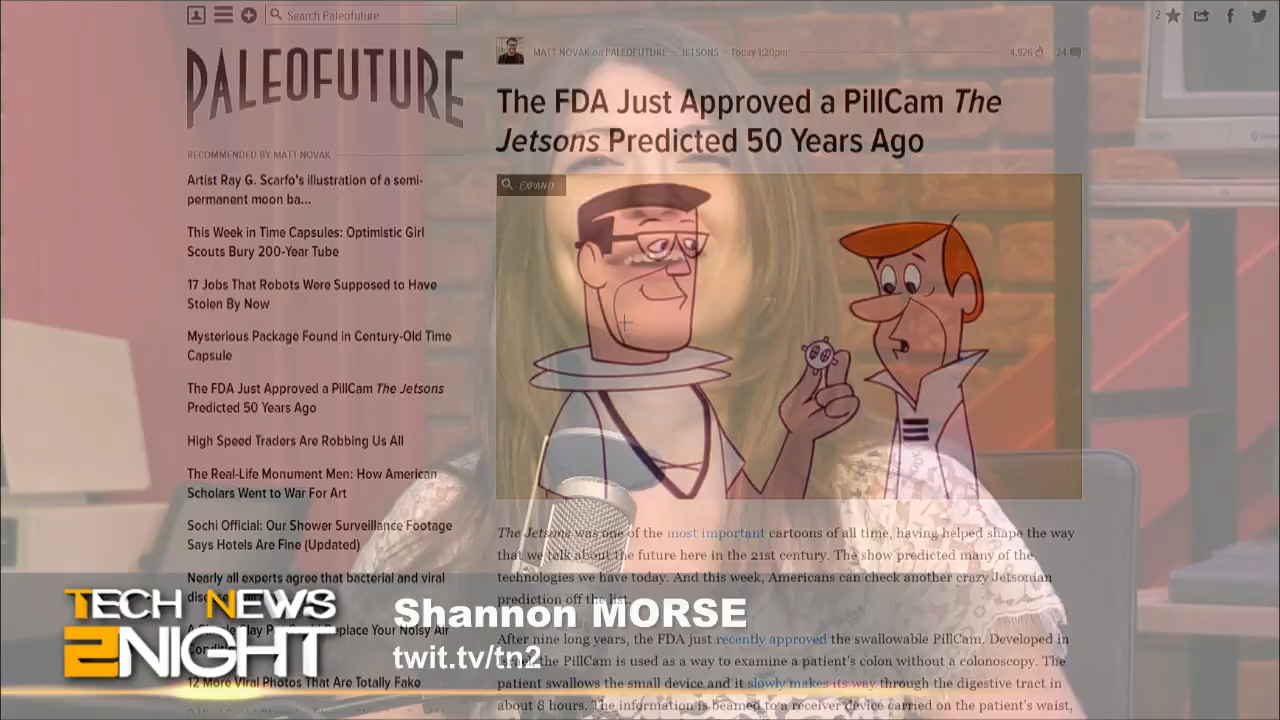 Search Paleofuture
2
PALEOFUTURE
MATT NOVAK on PALEOFUTURE – JETSONS – Today 1:20pm
4,926
24
The FDA Just Approved a PillCam The
Jetsons Predicted 50 Years Ago
RECOMMENDED BY MATT NOVAK
Artist Ray G. Scarfo's illustration of a semi-
permanent moon ba...
This Week in Time Capsules: Optimistic Girl
Scouts Bury 200-Year Tube
17 Jobs That Robots Were Supposed to Have
Stolen By Now
Mysterious Package Found in Century-Old Time
Capsule
The FDA Just Approved a PillCam The Jetsons
Predicted 50 Years Ago
High Speed Traders Are Robbing Us All
The Real-Life Monument Men: How American
Scholars Went to War For Art
Sochi Official: Our Shower Surveillance Footage
Says Hotels Are Fine (Updated)
Nearly all experts agree that bacterial and viral
Replace Your Noisy Air
12 More Viral Photos That Are Totally Fake
EXPAND
The Jetsons was one of the most important cartoons of all time, having helped shape the way
that we talk about the future here in the 21st century. The show predicted many of the
technologies we have today. And this week, Americans can check another crazy Jetsonian
prediction off the list.
After nine long years, the FDA just recently approved the swallowable PillCam. Developed in
the PillCam is used as a way to examine a patient's colon without a colonoscopy. The
patient swallows the small device and it slowly makes its way through the digestive tract in
about 8 hours. The information is beamed to a receiver device carried on the patient's waist,
TECH NEWS
2NIGHT
Shannon MORSE
twit.tv/tn2